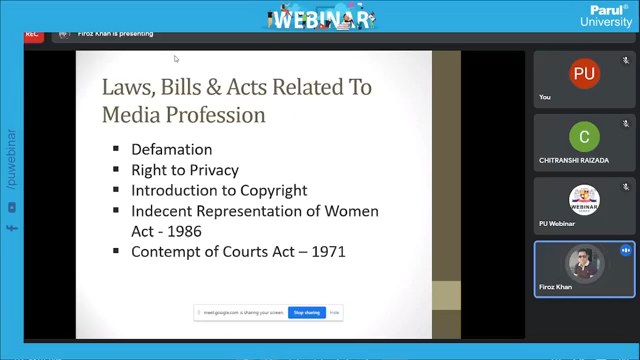 WEBINAR
Parul®
University
REC
Firoz Khan is presenting
Laws, Bills & Acts Related To
Media Profession
Defamation
Right to Privacy
Introduction to Copyright
Indecent Representation of Women
Act - 1986
Contempt of Courts Act – 1971
meet.google.com is sharing your screen.
Stop sharing
Hide
PU
You
C
CHITRANSHI RAIZADA
WEBINAR
PU Webinar
Firoz Khan
/puwebinar